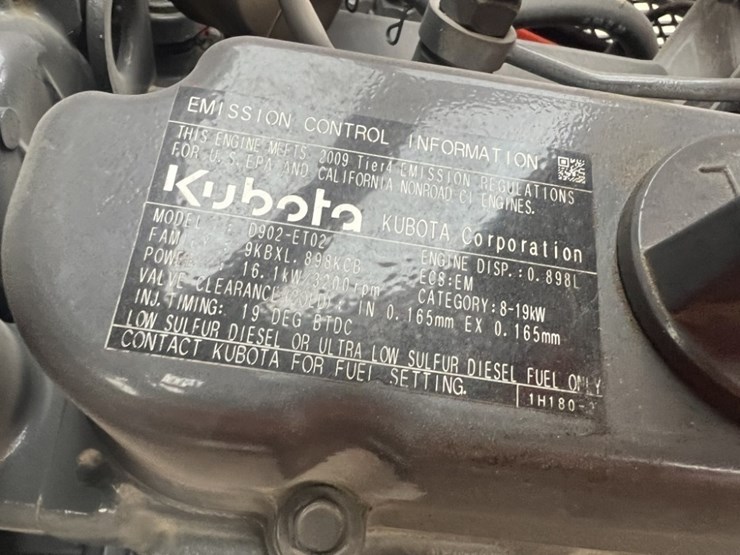 EMISSION CONTROL INFORMATION
THIS ENGINE MEETS 2009 Tier4 EMISSION REGULATIONS
FOR U.S. EPA AND CALIFORNIA NONROAD CI ENGINES.
Kubota KUBOTA Corporation
MODEL D902-ET02 ENGINE DISP.:0.898L
9KBXL.898KCB ECS:EM
16.1kW CATEGORY:8-19kW
VALVE CLEARANCE IN 0.165mm EX 0.165mm
INJ.TIMING: 19 DEG BTDC
LOW SULFUR DIESEL OR ULTRA LOW SULFUR DIESEL FUEL ONLY
CONTACT KUBOTA FOR FUEL SETTING.
1H180-